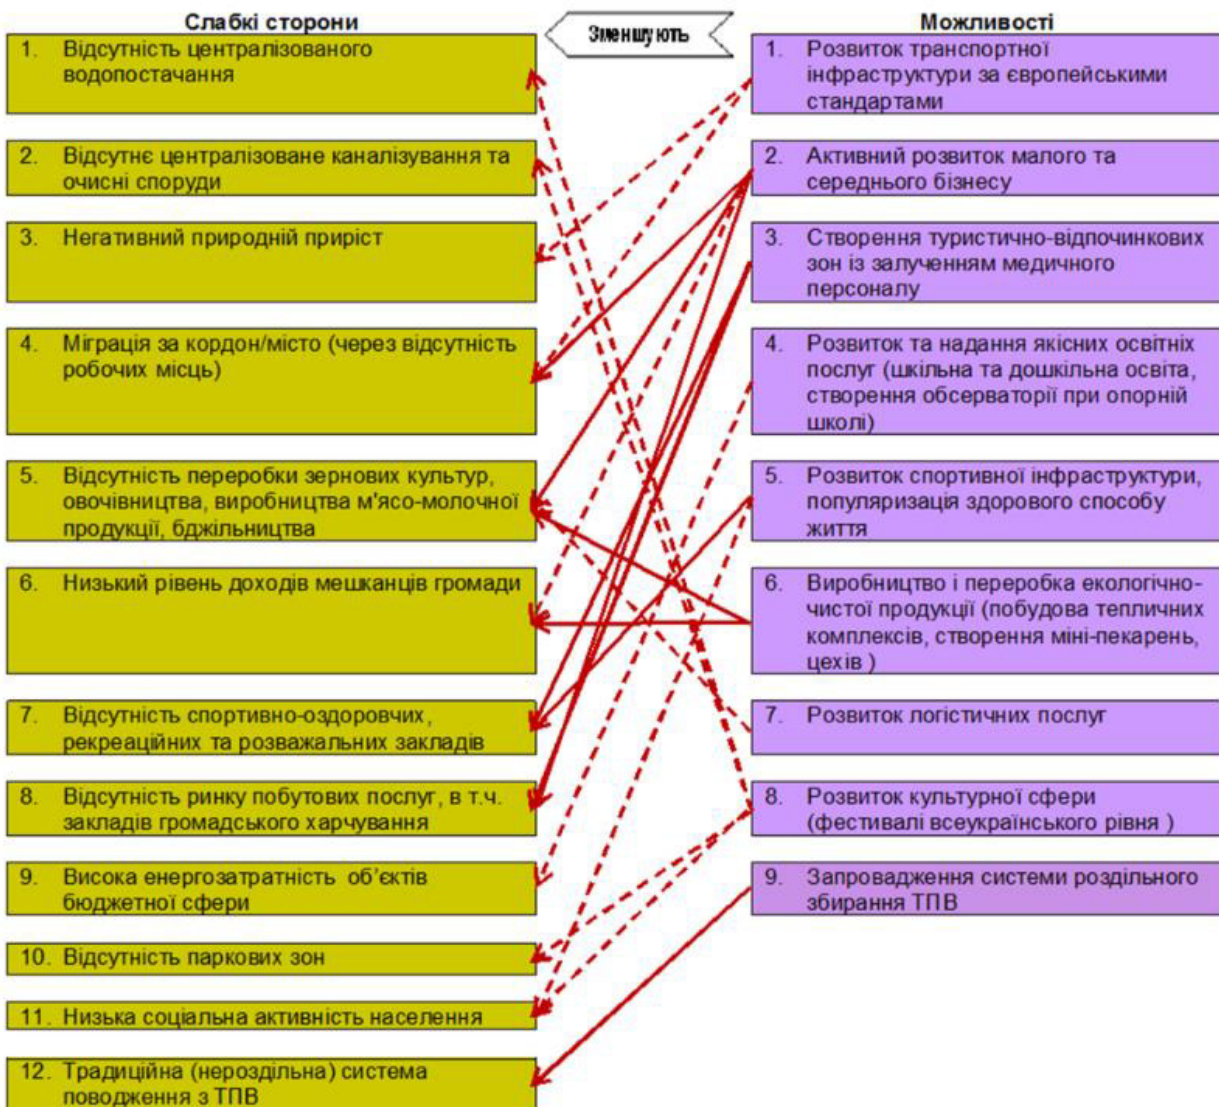 Слабкі сторони
Зменшують
Можливості
1. Відсутність централізованого
водопостачання
2. Відсутнє централізоване каналізування та
очисні споруди
3. Негативний природній приріст
4. Міграція за кордон/місто (через відсутність
робочих місць)
5. Відсутність переробки зернових культур,
овочівництва, виробництва м'ясо-молочної
продукції, бджільництва
6. Низький рівень доходів мешканців громади
7. Відсутність спортивно-оздоровчих,
рекреаційних та розважальних закладів
8. Відсутність ринку побутових послуг, в т.ч.
закладів громадського харчування
9. Висока енергозатратність об’єктів
бюджетної сфери
10. Відсутність паркових зон
11. Низька соціальна активність населення
12. Традиційна (нероздільна) система
поводження з ТПВ
1. Розвиток транспортної
інфраструктури за європейськими
стандартами
2. Активний розвиток малого та
середнього бізнесу
3. Створення туристично-відпочинкових
зон із залученням медичного
персоналу
4. Розвиток та надання якісних освітніх
послуг (шкільна та дошкільна освіта,
створення обсерваторії при опорній
школі)
5. Розвиток спортивної інфраструктури,
популяризація здорового способу
життя
6. Виробництво і переробка екологічно-
чистої продукції (побудова тепличних
комплексів, створення міні-пекарень,
цехів )
7. Розвиток логістичних послуг
8. Розвиток культурної сфери
(фестивалі всеукраїнського рівня )
9. Запровадження системи роздільного
збирання ТПВ